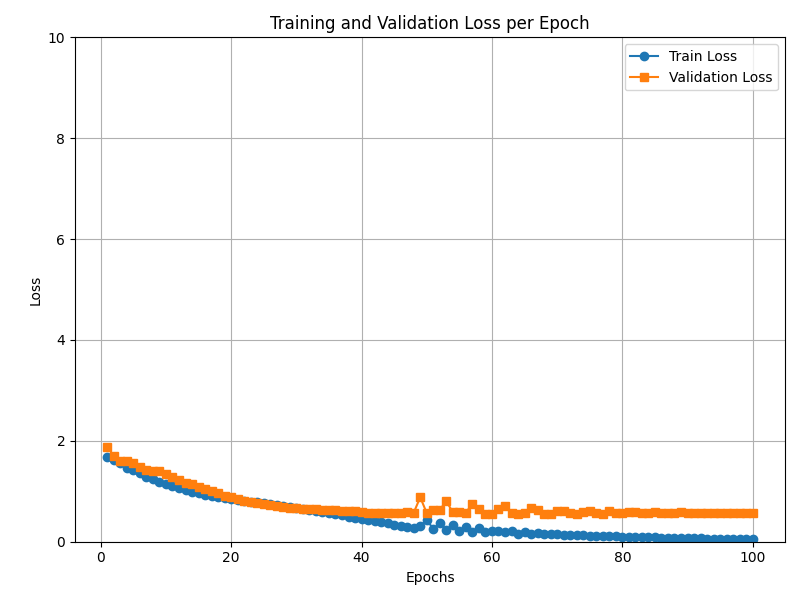 Training and Validation Loss per Epoch
Train Loss
Validation Loss
10
8
6
4
2
0
Loss
0 20 40 60 80 100
Epochs